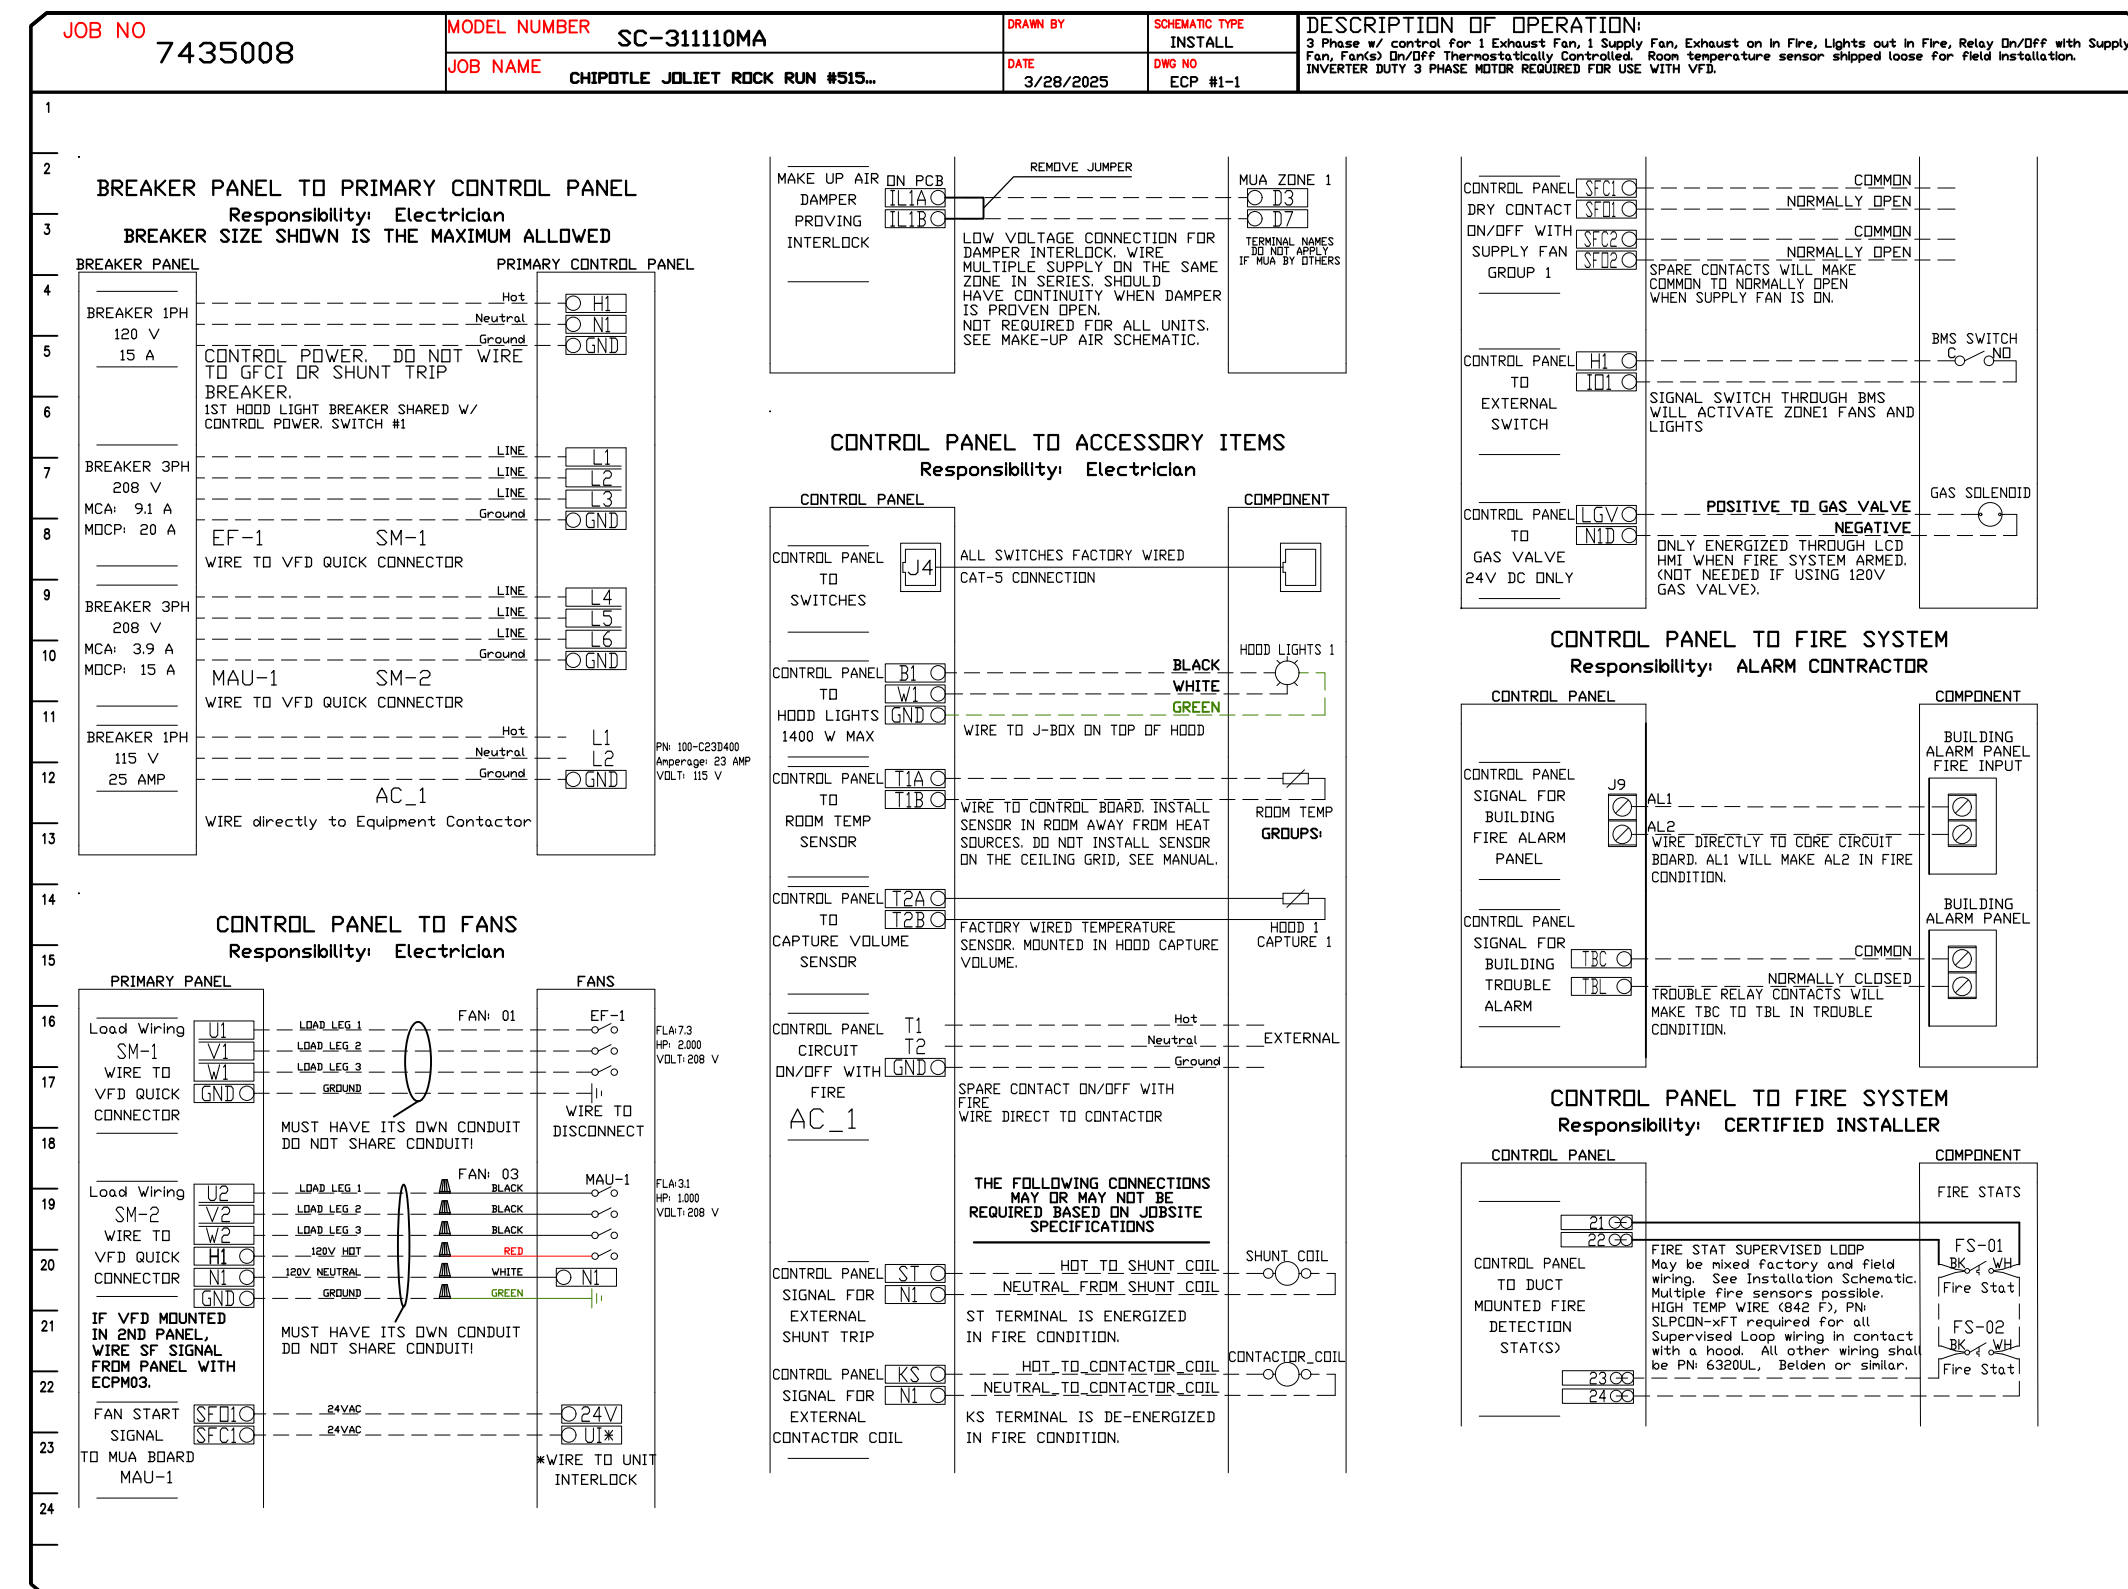 JOB NO
7435008
MODEL NUMBER
SC-311110MA
JOB NAME
CHIPOTLE JOLIET ROCK RUN #515...
DRAWN BY
DATE
3/28/2025
SCHEMATIC TYPE
INSTALL
DWG NO
ECP #1-1
DESCRIPTION OF OPERATION:
3 Phase w/ control for 1 Exhaust Fan, 1 Supply Fan, Exhaust on in Fire, Lights out in Fire, Relay On/Off with Supply
Fan, Fan(s) On/Off Thermostatically Controlled. Room temperature sensor shipped loose for field installation.
INVERTER DUTY 3 PHASE MOTOR REQUIRED FOR USE WITH VFD.
1
2
3
4
5
6
7
8
9
10
11
12
13
14
15
16
17
18
19
20
21
22
23
24
BREAKER PANEL TO PRIMARY CONTROL PANEL
Responsibility: Electrician
BREAKER SIZE SHOWN IS THE MAXIMUM ALLOWED
BREAKER PANEL
PRIMARY CONTROL PANEL
BREAKER 1PH
120 V
15 A
Hot
H1
Neutral
N1
Ground
GND
CONTROL POWER. DO NOT WIRE
TO GFCI OR SHUNT TRIP
BREAKER.
1ST HOOD LIGHT BREAKER SHARED W/
CONTROL POWER. SWITCH #1
BREAKER 3PH
208 V
MCA: 9.1 A
MOCP: 20 A
LINE
L1
LINE
L2
LINE
L3
Ground
GND
EF-1
SM-1
WIRE TO VFD QUICK CONNECTOR
BREAKER 3PH
208 V
MCA: 3.9 A
MOCP: 15 A
LINE
L4
LINE
L5
LINE
L6
Ground
GND
MAU-1
SM-2
WIRE TO VFD QUICK CONNECTOR
BREAKER 1PH
115 V
25 AMP
Hot
L1
Neutral
L2
Ground
GND
PN: 100-C23D400
Amperage: 23 AMP
VOLT: 115 V
AC_1
WIRE directly to Equipment Contactor
CONTROL PANEL TO FANS
Responsibility: Electrician
PRIMARY PANEL
FANS
Load Wiring
SM-1
WIRE TO
VFD QUICK
CONNECTOR
U1
V1
W1
GND
LOAD LEG 1
LOAD LEG 2
LOAD LEG 3
GROUND
FAN: 01
EF-1
FLA:7.3
HP: 2.000
VOLT:208 V
WIRE TO
DISCONNECT
MUST HAVE ITS OWN CONDUIT
DO NOT SHARE CONDUIT!
Load Wiring
SM-2
WIRE TO
VFD QUICK
CONNECTOR
U2
V2
W2
H1
N1
GND
LOAD LEG 1
LOAD LEG 2
LOAD LEG 3
120V HOT
120V NEUTRAL
GROUND
FAN: 03
BLACK
BLACK
BLACK
RED
WHITE
GREEN
MAU-1
N1
FLA:3.1
HP: 1.000
VOLT:208 V
IF VFD MOUNTED
IN 2ND PANEL,
WIRE SF SIGNAL
FROM PANEL WITH
ECPM03.
MUST HAVE ITS OWN CONDUIT
DO NOT SHARE CONDUIT!
FAN START
SIGNAL
TO MUA BOARD
MAU-1
SFO1
SFC1
24VAC
24VAC
24V
UI*
*WIRE TO UNIT
INTERLOCK
MAKE UP AIR
DAMPER
PROVING
INTERLOCK
ON PCB
IL1A
IL1B
REMOVE JUMPER
MUA ZONE 1
D3
D7
TERMINAL NAMES
DO NOT APPLY
IF MUA BY OTHERS
LOW VOLTAGE CONNECTION FOR
DAMPER INTERLOCK. WIRE
MULTIPLE SUPPLY ON THE SAME
ZONE IN SERIES. SHOULD
HAVE CONTINUITY WHEN DAMPER
IS PROVEN OPEN.
NOT REQUIRED FOR ALL UNITS.
SEE MAKE-UP AIR SCHEMATIC.
CONTROL PANEL TO ACCESSORY ITEMS
Responsibility: Electrician
CONTROL PANEL
COMPONENT
CONTROL PANEL
TO
SWITCHES
J4
ALL SWITCHES FACTORY WIRED
CAT-5 CONNECTION
CONTROL PANEL
TO
HOOD LIGHTS
1400 W MAX
B1
W1
GND
BLACK
WHITE
GREEN
HOOD LIGHTS 1
WIRE TO J-BOX ON TOP OF HOOD
CONTROL PANEL
TO
ROOM TEMP
SENSOR
T1A
T1B
WIRE TO CONTROL BOARD. INSTALL
SENSOR IN ROOM AWAY FROM HEAT
SOURCES. DO NOT INSTALL SENSOR
ON THE CEILING GRID, SEE MANUAL.
ROOM TEMP
GROUPS:
CONTROL PANEL
TO
CAPTURE VOLUME
SENSOR
T2A
T2B
FACTORY WIRED TEMPERATURE
SENSOR. MOUNTED IN HOOD CAPTURE
VOLUME.
HOOD 1
CAPTURE 1
CONTROL PANEL
CIRCUIT
ON/OFF WITH
FIRE
AC_1
T1
T2
GND
Hot
Neutral
Ground
EXTERNAL
SPARE CONTACT ON/OFF WITH
FIRE
WIRE DIRECT TO CONTACTOR
THE FOLLOWING CONNECTIONS
MAY OR MAY NOT BE
REQUIRED BASED ON JOBSITE
SPECIFICATIONS
CONTROL PANEL
SIGNAL FOR
EXTERNAL
SHUNT TRIP
ST
N1
HOT TO SHUNT COIL
NEUTRAL FROM SHUNT COIL
SHUNT COIL
ST TERMINAL IS ENERGIZED
IN FIRE CONDITION.
CONTROL PANEL
SIGNAL FOR
EXTERNAL
CONTACTOR COIL
KS
N1
HOT TO CONTACTOR COIL
NEUTRAL TO CONTACTOR COIL
CONTACTOR COIL
KS TERMINAL IS DE-ENERGIZED
IN FIRE CONDITION.
CONTROL PANEL
DRY CONTACT
ON/OFF WITH
SUPPLY FAN
GROUP 1
SFC1
SFO1
SFC2
SFO2
COMMON
NORMALLY OPEN
COMMON
NORMALLY OPEN
SPARE CONTACTS WILL MAKE
COMMON TO NORMALLY OPEN
WHEN SUPPLY FAN IS ON.
CONTROL PANEL
TO
EXTERNAL
SWITCH
H1
IO1
BMS SWITCH
C
NO
SIGNAL SWITCH THROUGH BMS
WILL ACTIVATE ZONE1 FANS AND
LIGHTS
CONTROL PANEL
TO
GAS VALVE
24V DC ONLY
LGV
N1D
POSITIVE TO GAS VALVE
NEGATIVE
GAS SOLENOID
ONLY ENERGIZED THROUGH LCD
HMI WHEN FIRE SYSTEM ARMED.
(NOT NEEDED IF USING 120V
GAS VALVE).
CONTROL PANEL TO FIRE SYSTEM
Responsibility: ALARM CONTRACTOR
CONTROL PANEL
COMPONENT
CONTROL PANEL
SIGNAL FOR
BUILDING
FIRE ALARM
PANEL
J9
AL1
AL2
BUILDING
ALARM PANEL
FIRE INPUT
WIRE DIRECTLY TO CORE CIRCUIT
BOARD. AL1 WILL MAKE AL2 IN FIRE
CONDITION.
CONTROL PANEL
SIGNAL FOR
BUILDING
TROUBLE
ALARM
TBC
TBL
COMMON
NORMALLY CLOSED
BUILDING
ALARM PANEL
TROUBLE RELAY CONTACTS WILL
MAKE TBC TO TBL IN TROUBLE
CONDITION.
CONTROL PANEL TO FIRE SYSTEM
Responsibility: CERTIFIED INSTALLER
CONTROL PANEL
COMPONENT
CONTROL PANEL
TO DUCT
MOUNTED FIRE
DETECTION
STAT(S)
21
22
23
24
FIRE STAT SUPERVISED LOOP
May be mixed factory and field
wiring. See Installation Schematic.
Multiple fire sensors possible.
HIGH TEMP WIRE (842 F), PN:
SLPCON-xFT required for all
Supervised Loop wiring in contact
with a hood. All other wiring shall
be PN: 6320UL, Belden or similar.
FIRE STATS
FS-01
BK
WH
Fire Stat
FS-02
BK
WH
Fire Stat